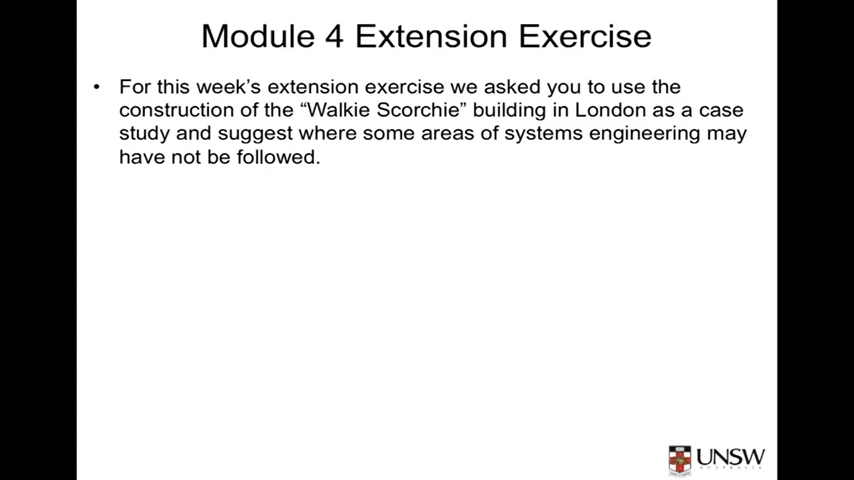 Module 4 Extension Exercise
• For this week's extension exercise we asked you to use the
construction of the “Walkie Scorchie” building in London as a case
study and suggest where some areas of systems engineering may
have not be followed.
UNSW
AUSTRALIA